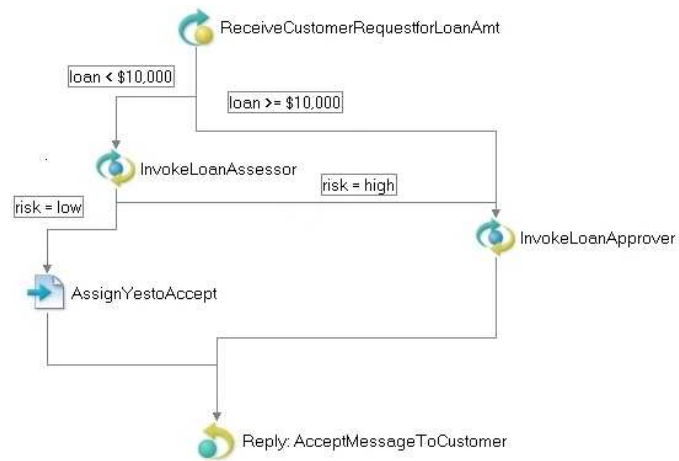 ReceiveCustomerRequestforLoanAmt
loan < $10,000
loan >= $10,000
InvokeLoanAssessor
risk = high
risk = low
InvokeLoanApprover
AssignYestoAccept
Reply: AcceptMessageToCustomer